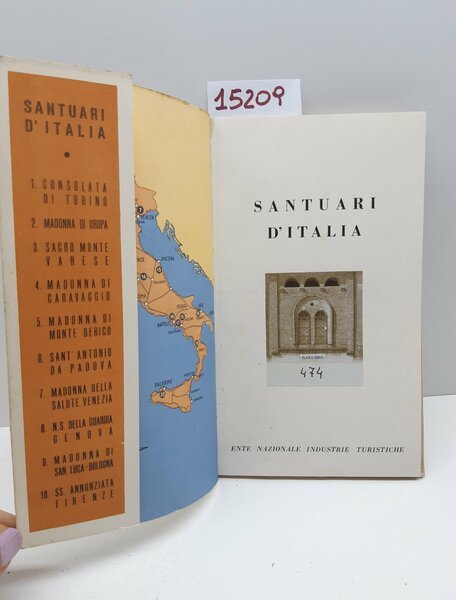 15209
SANTUARI
D'ITALIA
1. CONSOLATA
DI TORINO
2. MADONNA DI OROPA
3. SACRO MONTE
VARESE
4. MADONNA DI
CARAVAGGIO
5. MADONNA DI
MONTE BERICO
6. SANT'ANTONIO
DA PADOVA
7. MADONNA DELLA
SALUTE VENEZIA
8. N.S. DELLA GUARDIA
GENOVA
9. MADONNA DI
SAN LUCA-BOLOGNA
10. SS. ANNUNZIATA
FIRENZE
ANCONA
NAPOLI
PALERMO
SANTUARI
D'ITALIA
474
ENTE NAZIONALE INDUSTRIE TURISTICHE